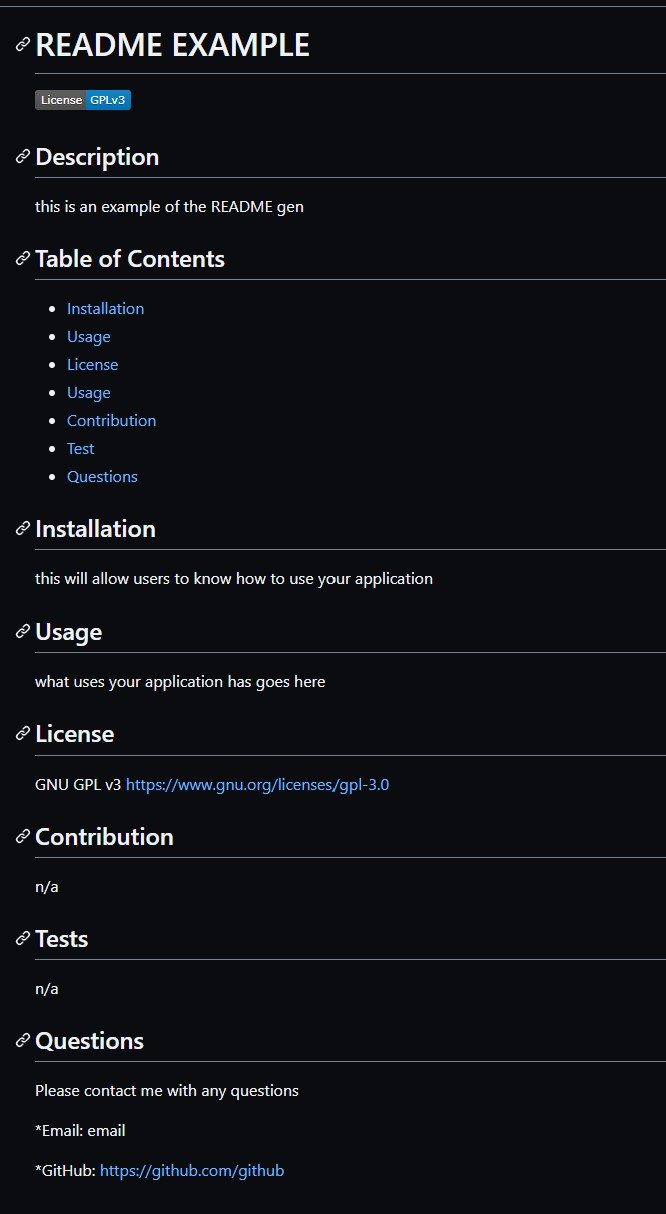 README EXAMPLE
License GPLv3
Description
this is an example of the README gen
Table of Contents
Installation
Usage
License
Usage
Contribution
Test
Questions
Installation
this will allow users to know how to use your application
Usage
what uses your application has goes here
License
GNU GPL v3 https://www.gnu.org/licenses/gpl-3.0
Contribution
n/a
Tests
n/a
Questions
Please contact me with any questions
*Email: email
*GitHub: https://github.com/github